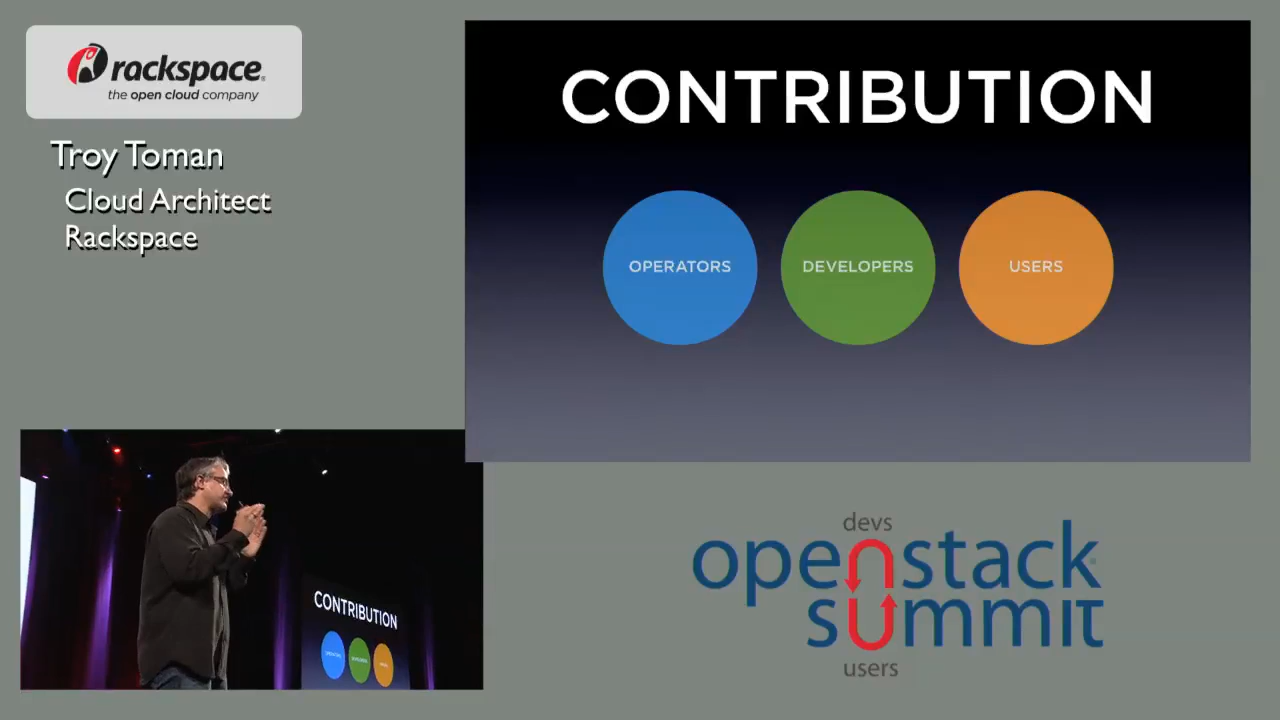 rackspace
the open cloud company
Troy Toman
Cloud Architect
Rackspace
CONTRIBUTION
OPERATORS DEVELOPERS USERS
CONTRIBUTION
devs
openstack
summit
users